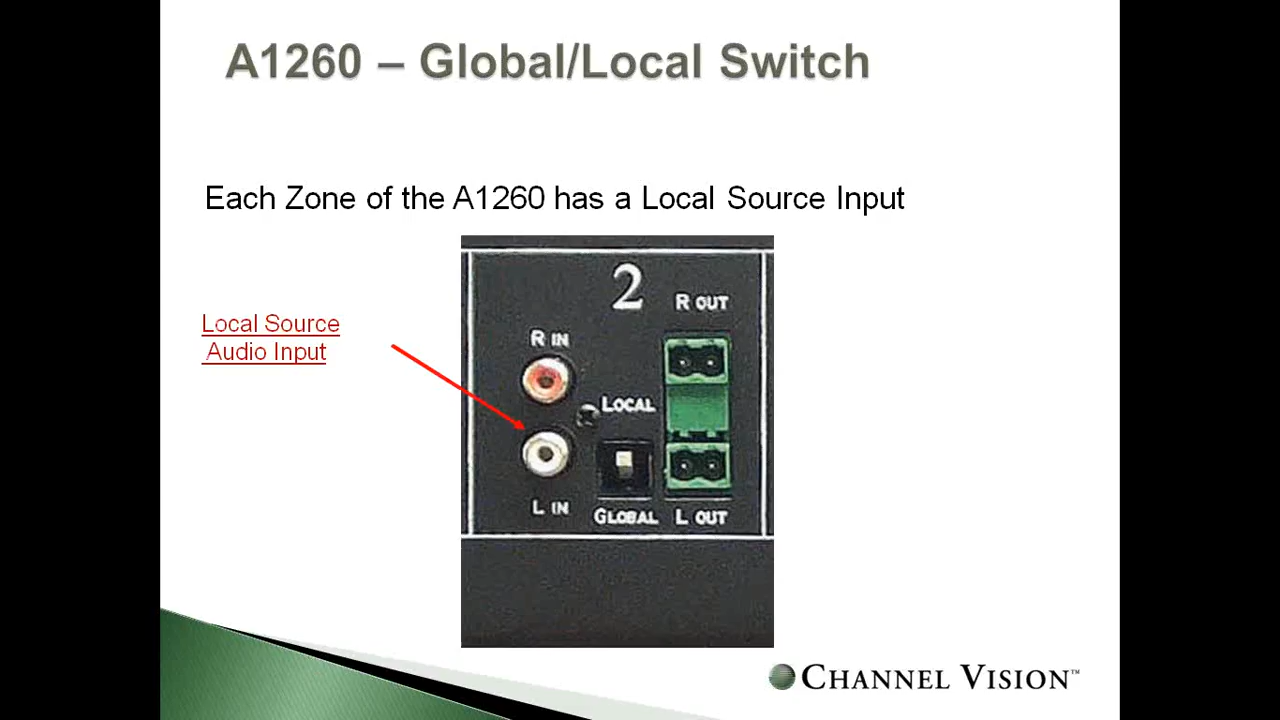 A1260 – Global/Local Switch
Each Zone of the A1260 has a Local Source Input
Local Source
Audio Input
2
R OUT
R IN
LOCAL
L IN
GLOBAL
L OUT
CHANNEL VISION™